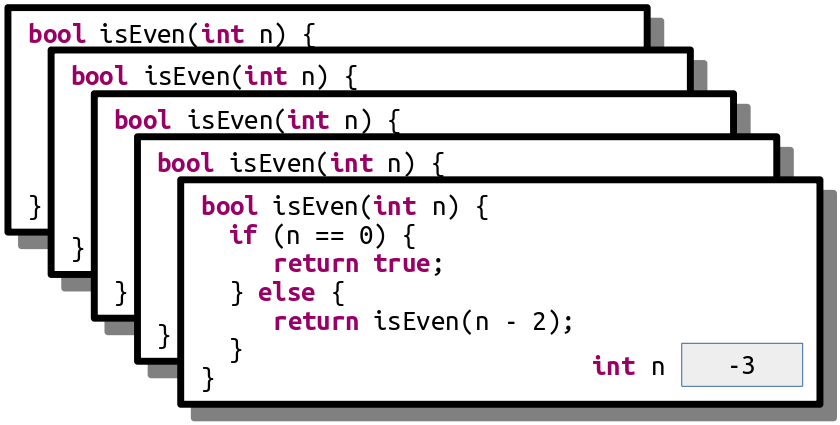 bool isEven(int n) {
bool isEven(int n) {
bool isEven(int n) {
bool isEven(int n) {
bool isEven(int n) {
if (n == 0) {
return true;
} else {
return isEven(n - 2);
}
}
int n -3
}
}
}
}